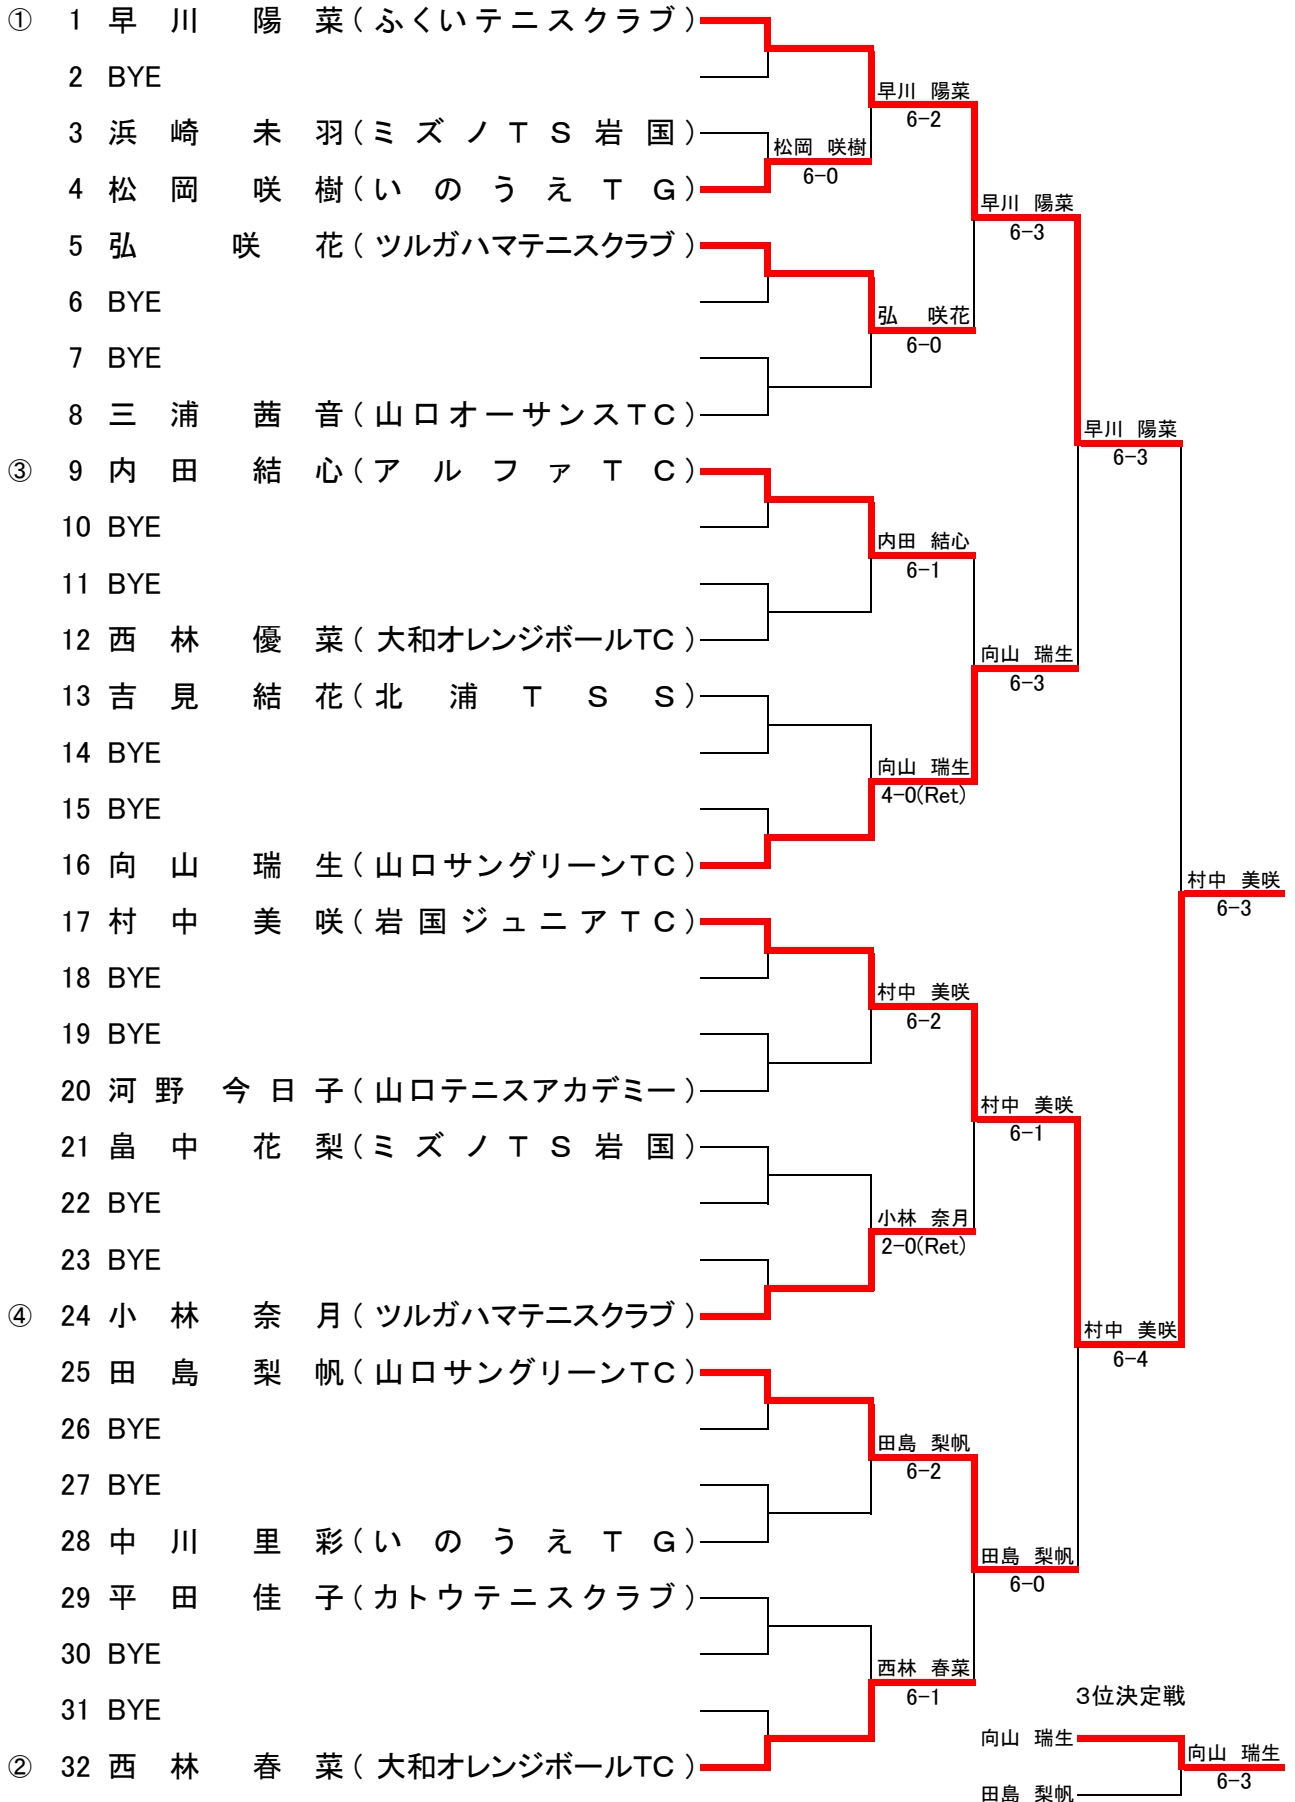 ① 1 早川 陽菜 ( ふくいテニスクラブ )
2 BYE
早川 陽菜
6-2
3 浜崎 未羽 ( ミズノTS岩国 )
松岡 咲樹
6-0
4 松岡 咲樹 ( いのうえTG )
早川 陽菜
6-3
5 弘 咲花 ( ツルガハマテニスクラブ )
6 BYE
弘 咲花
6-0
7 BYE
8 三浦 茜音 ( 山口オーサンスTC )
早川 陽菜
6-3
③ 9 内田 結心 ( アルファTC )
10 BYE
内田 結心
6-1
11 BYE
12 西林 優菜 ( 大和オレンジボールTC )
向山 瑞生
6-3
13 吉見 結花 ( 北浦TSS )
14 BYE
向山 瑞生
4-0(Ret)
15 BYE
16 向山 瑞生 ( 山口サングリーンTC )
村中 美咲
6-3
17 村中 美咲 ( 岩国ジュニアTC )
18 BYE
村中 美咲
6-2
19 BYE
20 河野 今日子 ( 山口テニスアカデミー )
村中 美咲
6-1
21 畠中 花梨 ( ミズノTS岩国 )
22 BYE
小林 奈月
2-0(Ret)
23 BYE
④ 24 小林 奈月 ( ツルガハマテニスクラブ )
村中 美咲
6-4
25 田島 梨帆 ( 山口サングリーンTC )
26 BYE
田島 梨帆
6-2
27 BYE
28 中川 里彩 ( いのうえTG )
田島 梨帆
6-0
29 平田 佳子 ( カトウテニスクラブ )
30 BYE
西林 春菜
6-1
31 BYE
② 32 西林 春菜 ( 大和オレンジボールTC )
3位決定戦
向山 瑞生
向山 瑞生
6-3
田島 梨帆